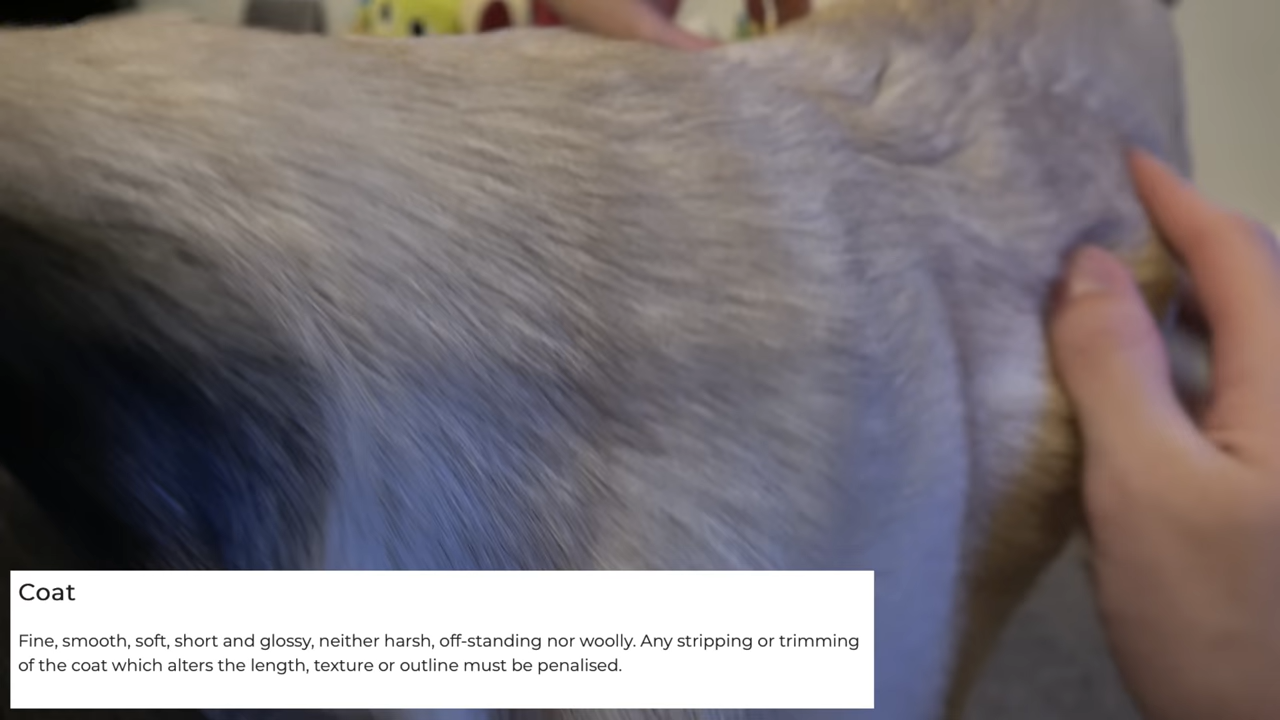 Coat
Fine, smooth, soft, short and glossy, neither harsh, off-standing nor woolly. Any stripping or trimming
of the coat which alters the length, texture or outline must be penalised.